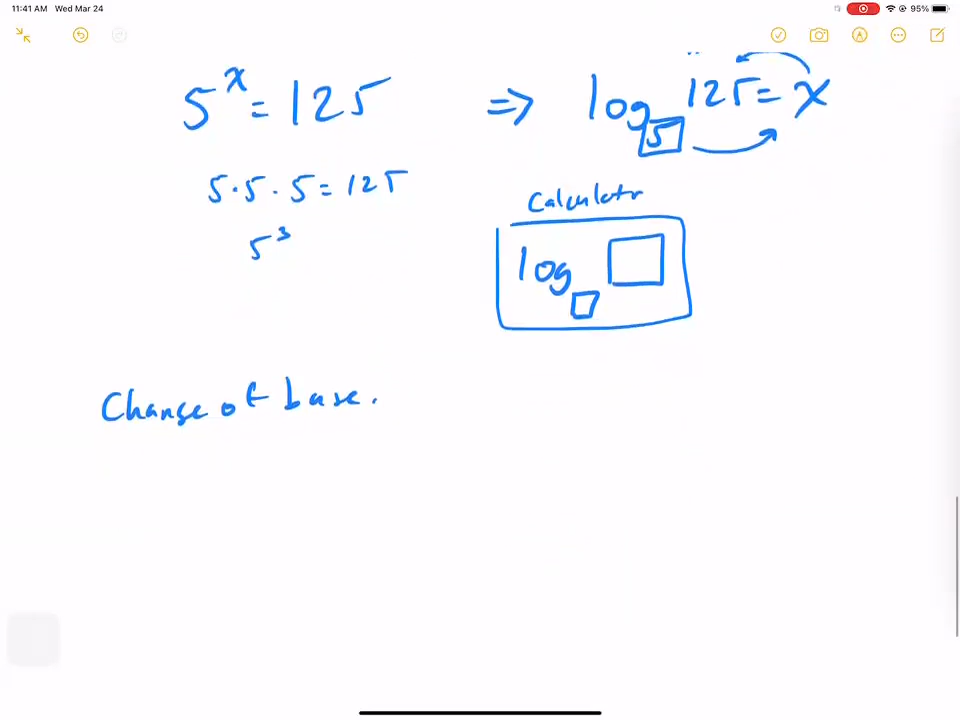 11:41 AM Wed Mar 24 95%
5^x = 125 ⇒ log_5 125 = x
5 · 5 · 5 = 125
5^3
Calculator
log
Change of base.